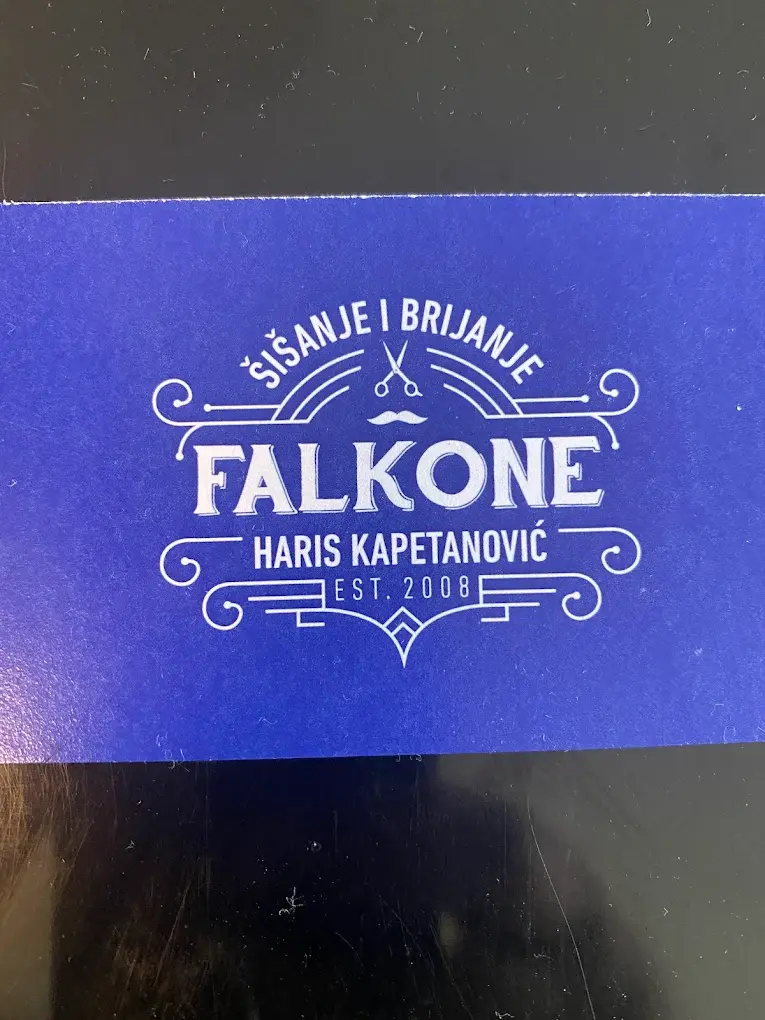 ŠIŠANJE I BRIJANJE
FALKONE
HARIS KAPETANOVIĆ
EST. 2008